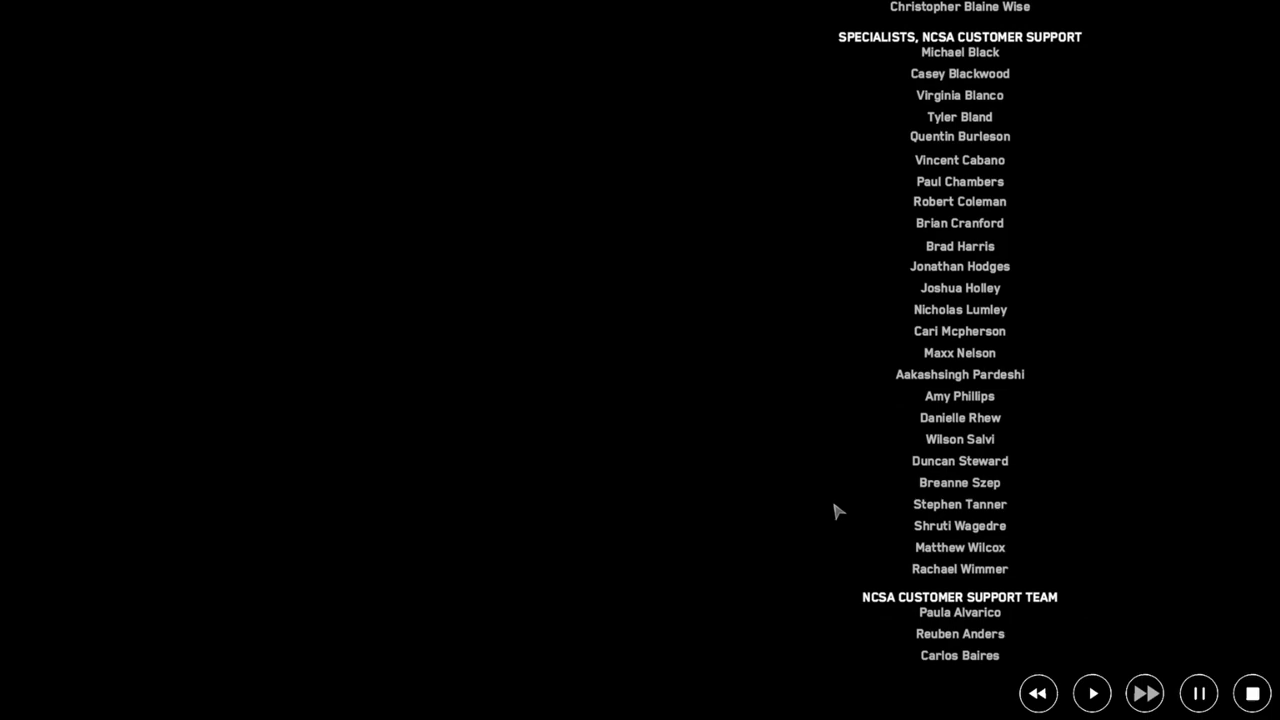 Christopher Blaine Wise
SPECIALISTS, NCSA CUSTOMER SUPPORT
Michael Black
Casey Blackwood
Virginia Blanco
Tyler Bland
Quentin Burleson
Vincent Cabano
Paul Chambers
Robert Coleman
Brian Cranford
Brad Harris
Jonathan Hodges
Joshua Holley
Nicholas Lumley
Cari Mcpherson
Maxx Nelson
Aakashsingh Pardeshi
Amy Phillips
Danielle Rhew
Wilson Salvi
Duncan Steward
Breanne Szep
Stephen Tanner
Shruti Wagedre
Matthew Wilcox
Rachael Wimmer
NCSA CUSTOMER SUPPORT TEAM
Paula Alvarico
Reuben Anders
Carlos Baires